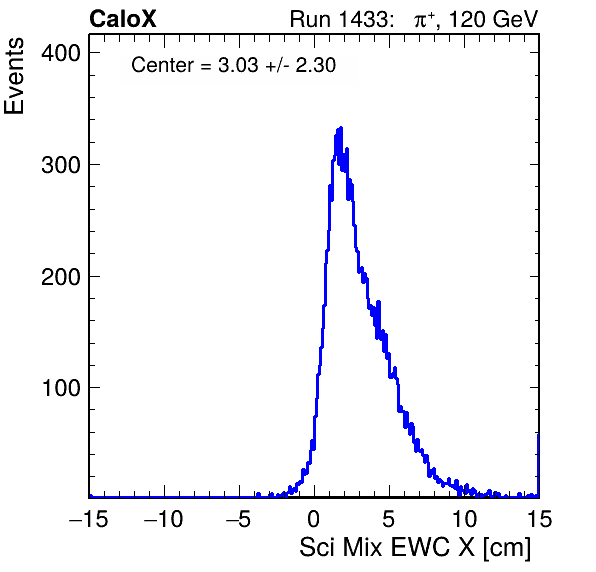 CaloX Run 1433: π⁺, 120 GeV
Events
Center = 3.03 +/- 2.30
400
300
200
100
−15 −10 −5 0 5 10 15
Sci Mix EWC X [cm]